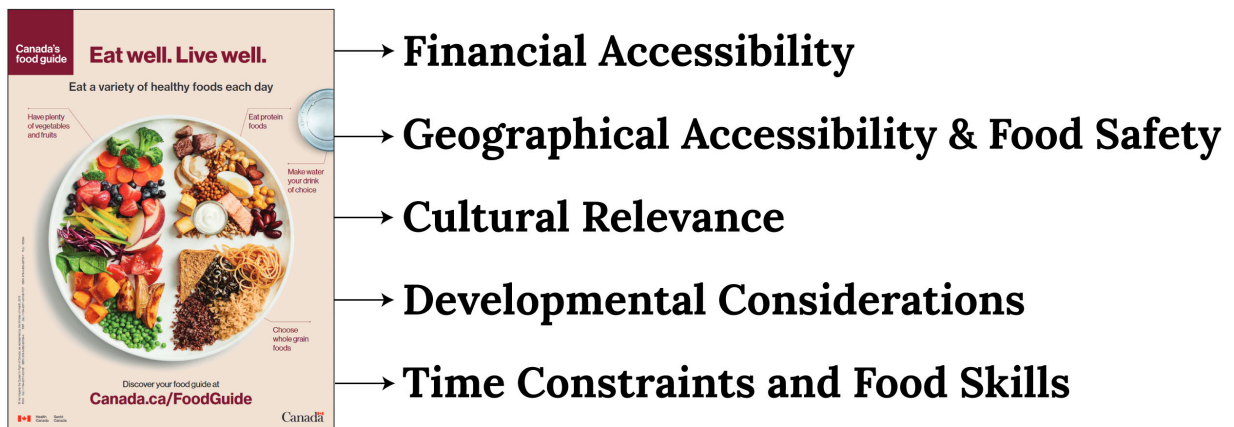 Canada's
food guide
Eat well. Live well.
Eat a variety of healthy foods each day
Have plenty
of vegetables
and fruits
Eat protein
foods
Make water
your drink
of choice
Choose
whole grain
foods
Discover your food guide at
Canada.ca/FoodGuide
Health Canada
Santé Canada
Canada
Financial Accessibility
Geographical Accessibility & Food Safety
Cultural Relevance
Developmental Considerations
Time Constraints and Food Skills